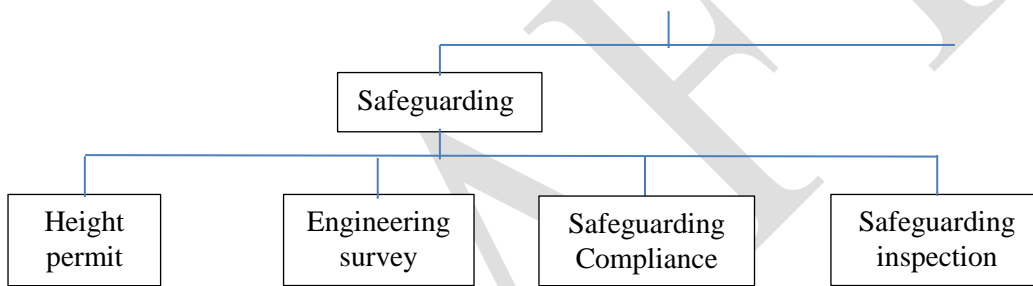 Safeguarding
Height
permit
Engineering
survey
Safeguarding
Compliance
Safeguarding
inspection